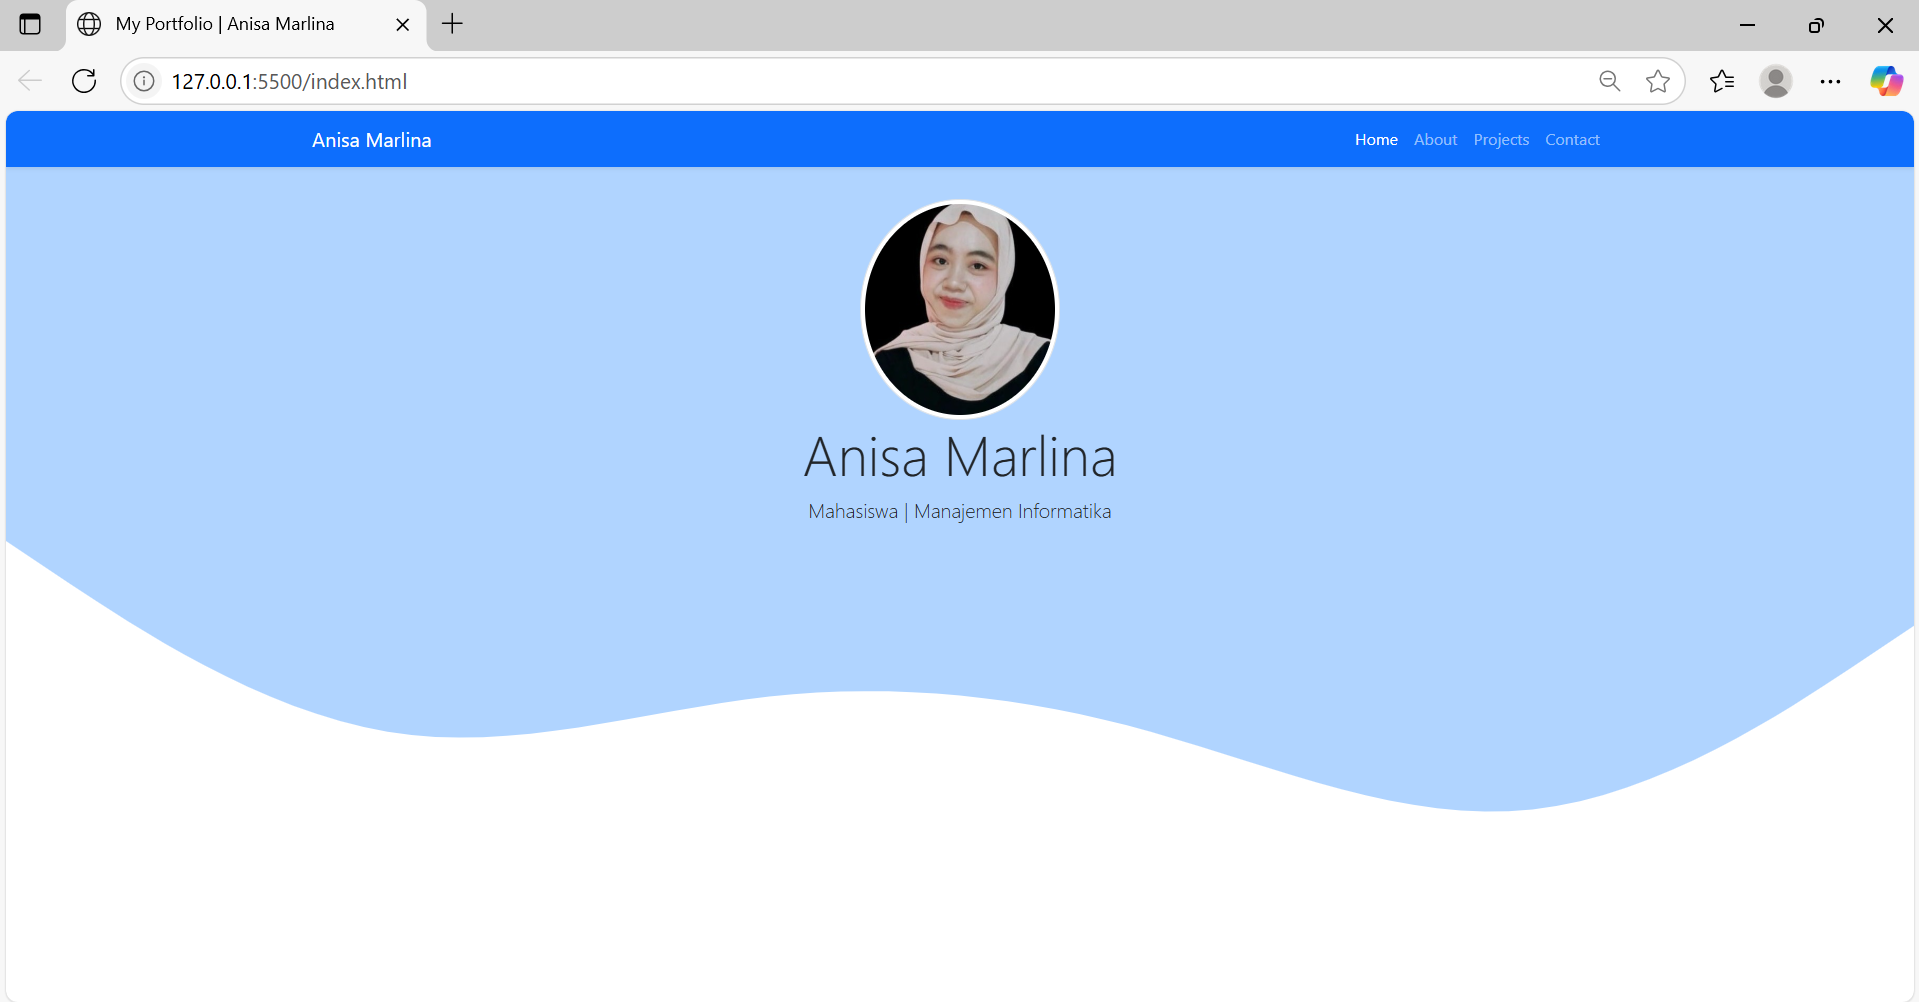 My Portfolio | Anisa Marlina
127.0.0.1:5500/index.html
Anisa Marlina
Home About Projects Contact
Anisa Marlina
Mahasiswa | Manajemen Informatika